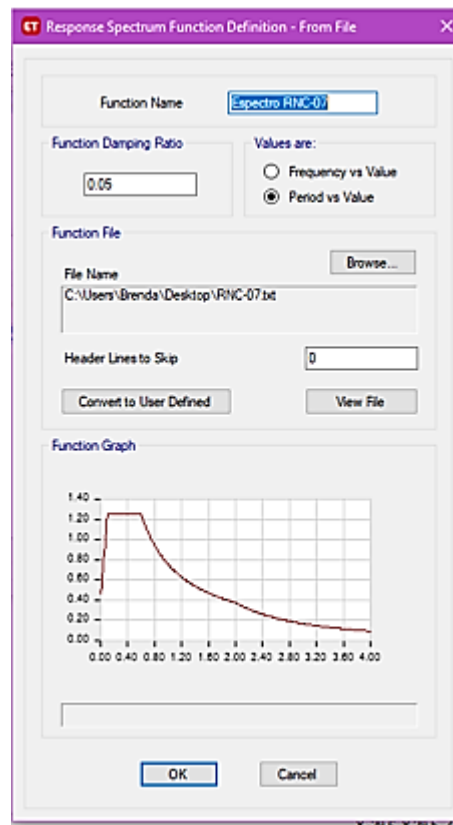 Response Spectrum Function Definition - From File
Function Name
Espectro RNC-07
Function Damping Ratio
0.05
Values are:
Frequency vs Value
Period vs Value
Function File
File Name
Browse...
C:\Users\Brenda\Desktop\RNC-07.txt
Header Lines to Skip
0
Convert to User Defined
View File
Function Graph
1.40
1.20
1.00
0.80
0.60
0.40
0.20
0.00
0.00 0.40 0.80 1.20 1.60 2.00 2.40 2.80 3.20 3.60 4.00
OK
Cancel